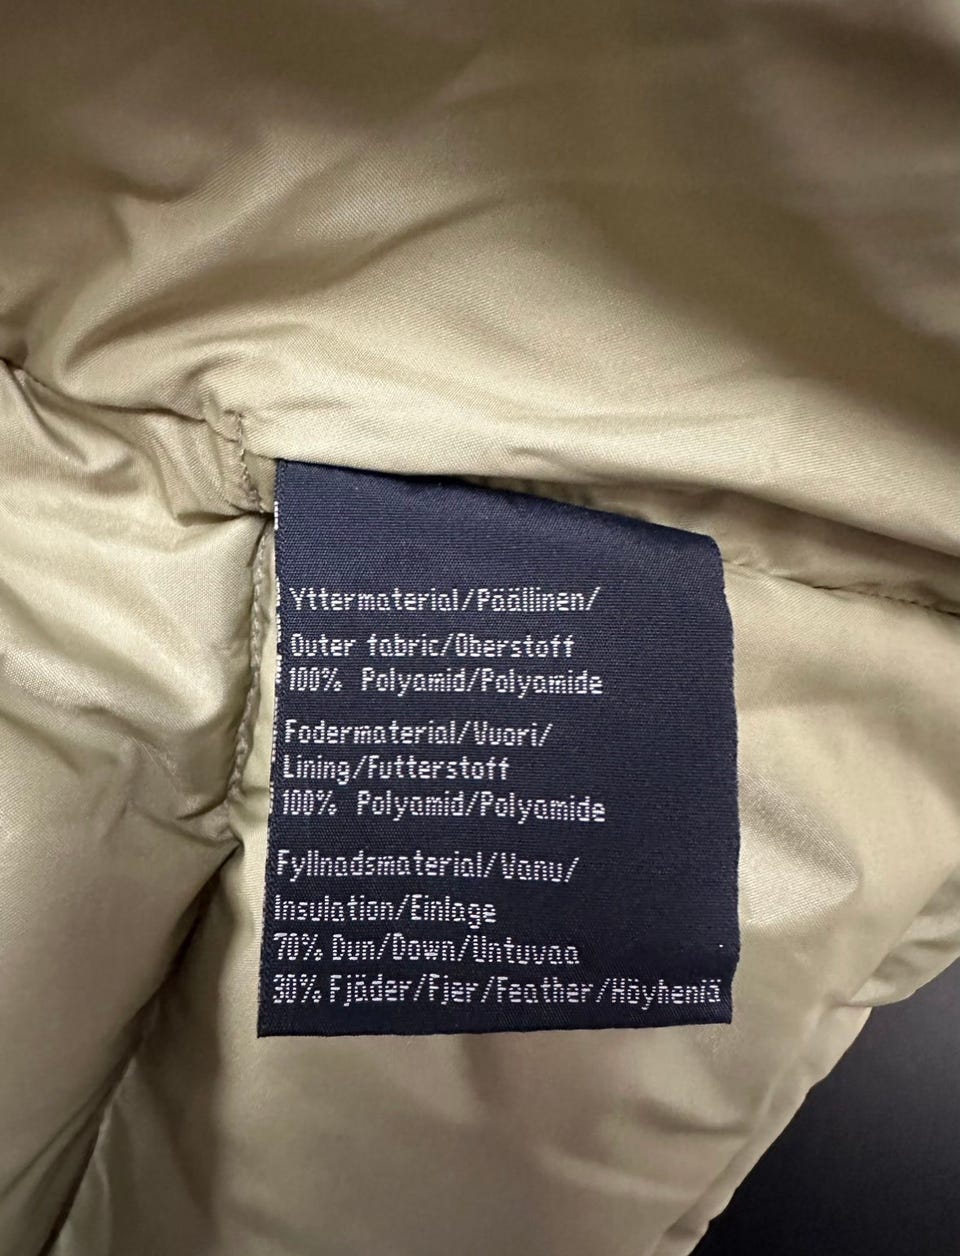 Yttermaterial/Päällinen/
Outer fabric/Oberstoff
100% Polyamid/Polyamide
Fodermaterial/Vuori/
Lining/Futterstoff
100% Polyamid/Polyamide
Fyllnadsmaterial/Vanu/
Insulation/Einlage
70% Dun/Down/Untuvaa
30% Fjäder/Fjer/Feather/Höyheniä